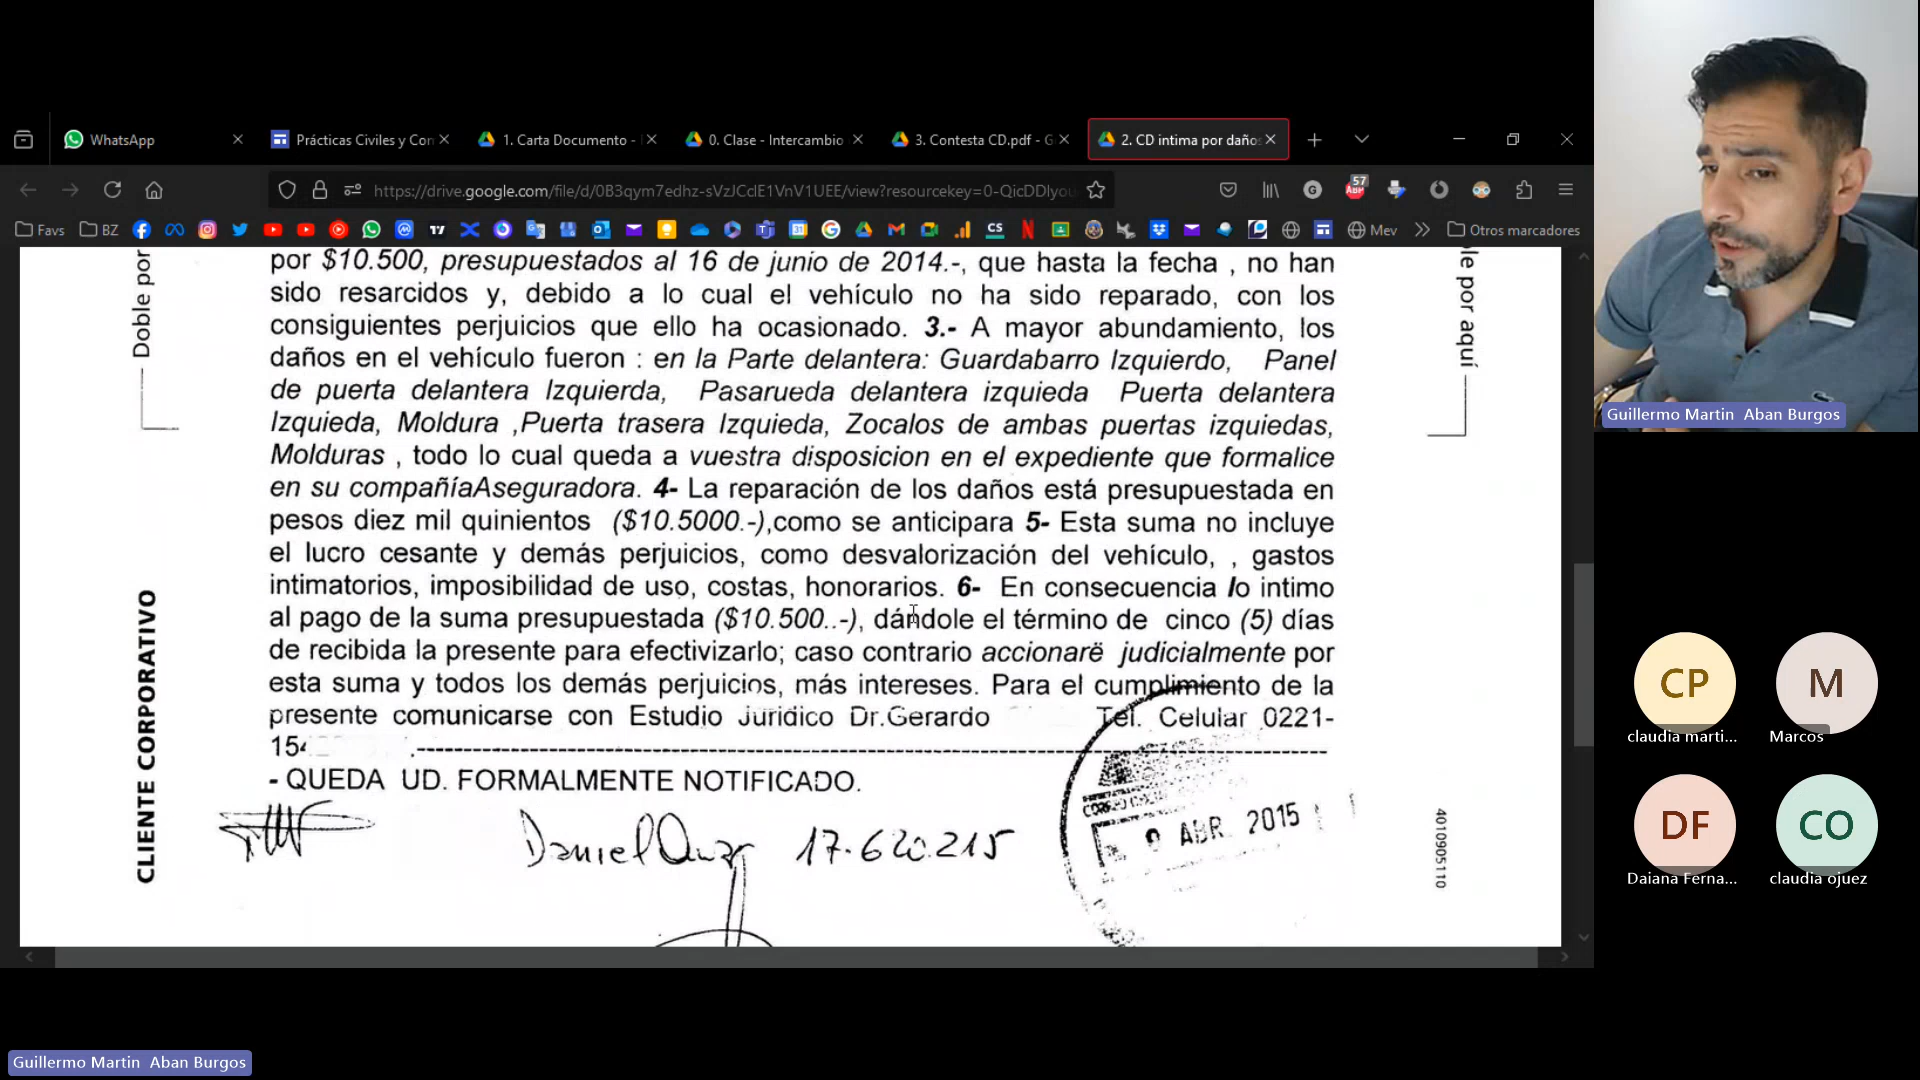 WhatsApp
Prácticas Civiles y Con
1. Carta Documento -
0. Clase - Intercambio
3. Contesta CD.pdf - G
2. CD intima por daño
https://drive.google.com/file/d/0B3qym7edhz-sVzJCclE1VnV1UEE/view?resourcekey=0-QicDDlyou
57
Favs
BZ
CS
Mev
Otros marcadores
Doble por
le por aquí
por $10.500, presupuestados al 16 de junio de 2014.-, que hasta la fecha , no han
sido resarcidos y, debido a lo cual el vehículo no ha sido reparado, con los
consiguientes perjuicios que ello ha ocasionado. 3.- A mayor abundamiento, los
daños en el vehículo fueron : en la Parte delantera: Guardabarro Izquierdo, Panel
de puerta delantera Izquierda, Pasarueda delantera izquieda Puerta delantera
Izquieda, Moldura ,Puerta trasera Izquieda, Zocalos de ambas puertas izquiedas,
Molduras , todo lo cual queda a vuestra disposicion en el expediente que formalice
en su compañíaAseguradora. 4- La reparación de los daños está presupuestada en
pesos diez mil quinientos ($10.5000.-),como se anticipara 5- Esta suma no incluye
el lucro cesante y demás perjuicios, como desvalorización del vehículo, , gastos
intimatorios, imposibilidad de uso, costas, honorarios. 6- En consecuencia lo intimo
al pago de la suma presupuestada ($10.500..-), dándole el término de cinco (5) días
de recibida la presente para efectivizarlo; caso contrario accionarë judicialmente por
esta suma y todos los demás perjuicios, más intereses. Para el cumplimiento de la
presente comunicarse con Estudio Jurídico Dr.Gerardo Tel. Celular 0221-
154 .-
- QUEDA UD. FORMALMENTE NOTIFICADO.
CLIENTE CORPORATIVO
17.620.215
ABR. 2015
4010905110
Guillermo Martin Aban Burgos
CP
claudia marti...
M
Marcos
DF
Daiana Ferna...
CO
claudia ojuez
Guillermo Martin Aban Burgos